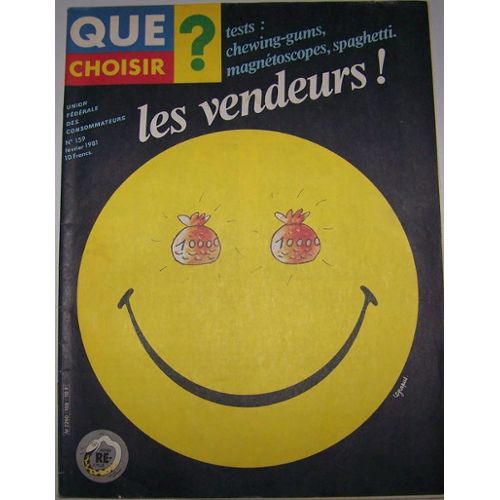 QUE
CHOISIR
?
tests :
chewing-gums,
magnétoscopes, spaghetti.
les vendeurs !
UNION
FÉDÉRALE
DES
CONSOMMATEURS
N° 159
février 1981
10 Francs.
10000
10000
RE-